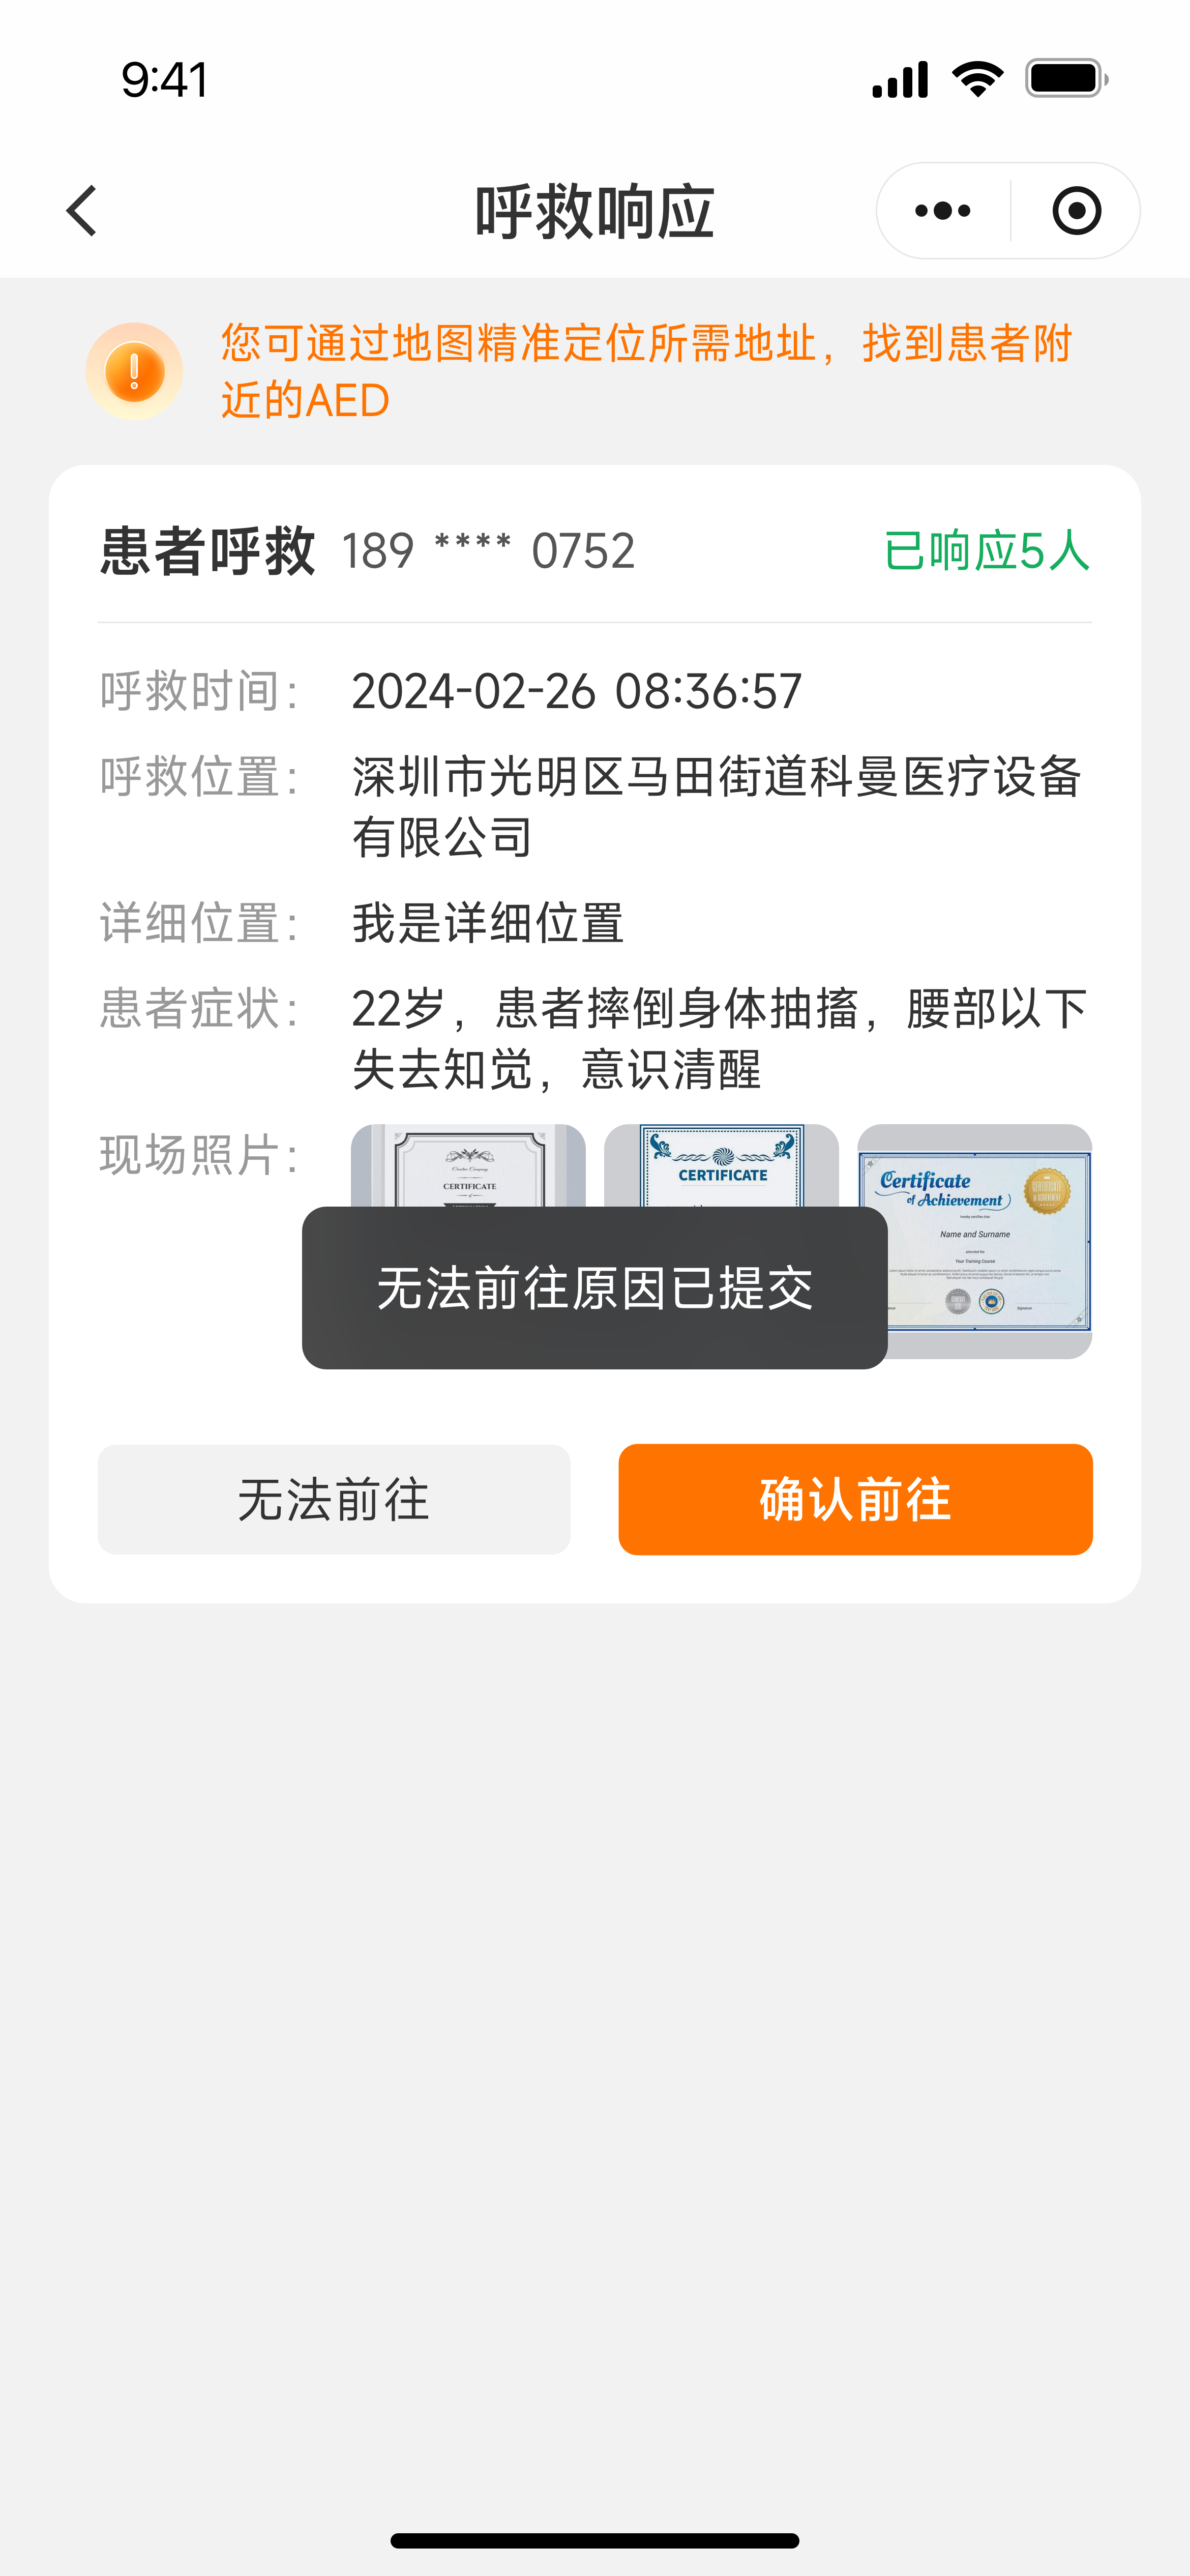 9:41
呼救响应
您可通过地图精准定位所需地址，找到患者附
近的AED
患者呼救 189 **** 0752 已响应5人
呼救时间： 2024-02-26 08:36:57
呼救位置： 深圳市光明区马田街道科曼医疗设备
有限公司
详细位置： 我是详细位置
患者症状： 22岁，患者摔倒身体抽搐，腰部以下
失去知觉，意识清醒
现场照片：
CERTIFICATE
CERTIFICATE
Certificate
of Achievement
Name and Surname
Your Training Course
无法前往原因已提交
无法前往 确认前往